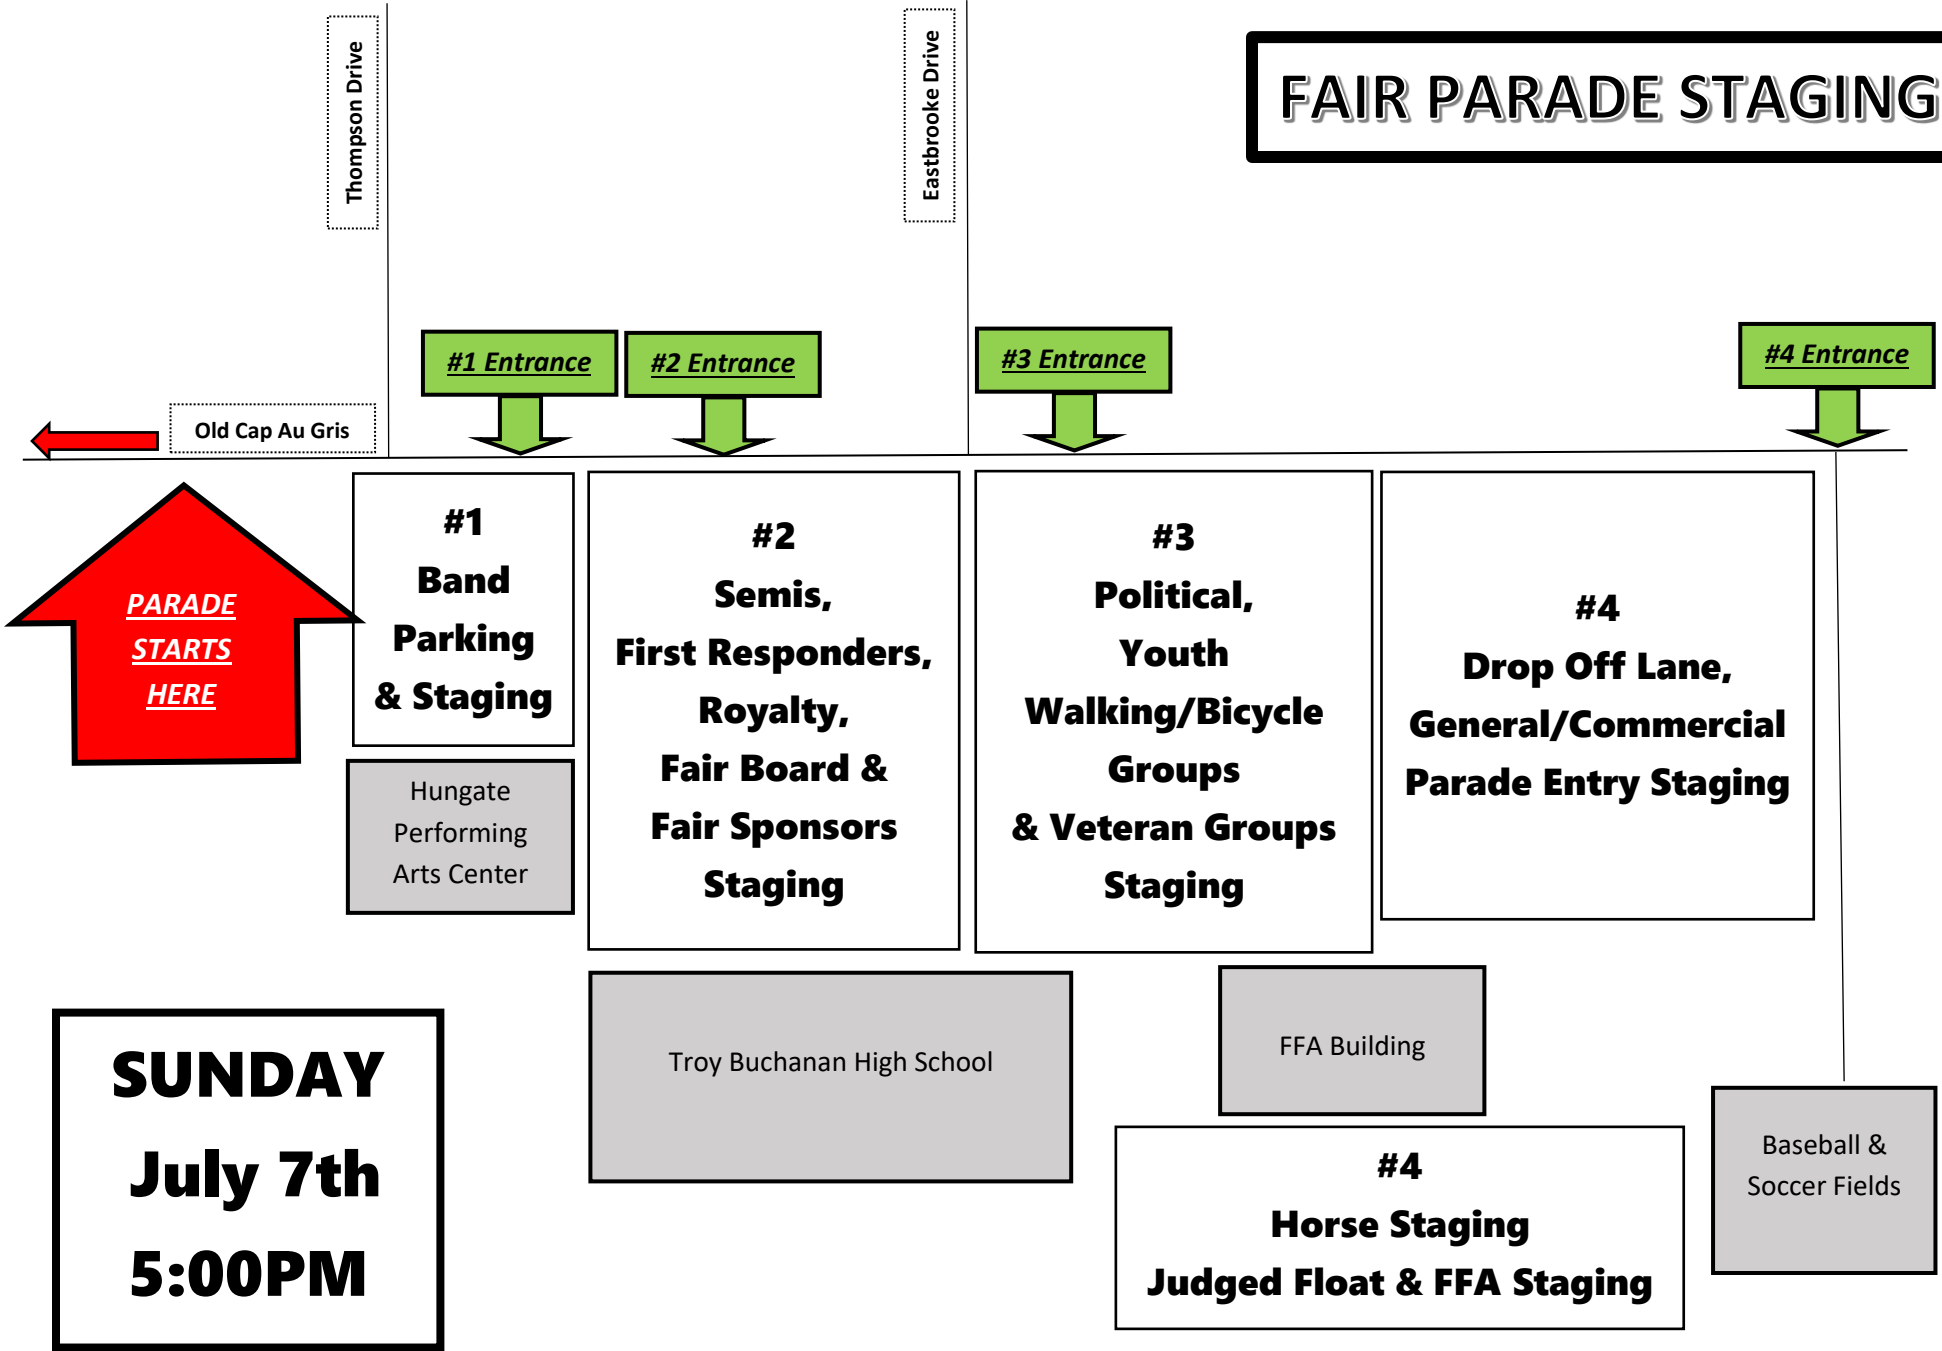 FAIR PARADE STAGING
Thompson Drive
Eastbrooke Drive
#1 Entrance
#2 Entrance
#3 Entrance
#4 Entrance
Old Cap Au Gris
PARADE
STARTS
HERE
#1
Band
Parking
& Staging
#2
Semis,
First Responders,
Royalty,
Fair Board &
Fair Sponsors
Staging
#3
Political,
Youth
Walking/Bicycle
Groups
& Veteran Groups
Staging
#4
Drop Off Lane,
General/Commercial
Parade Entry Staging
Hungate
Performing
Arts Center
Troy Buchanan High School
FFA Building
#4
Horse Staging
Judged Float & FFA Staging
Baseball &
Soccer Fields
SUNDAY
July 7th
5:00PM